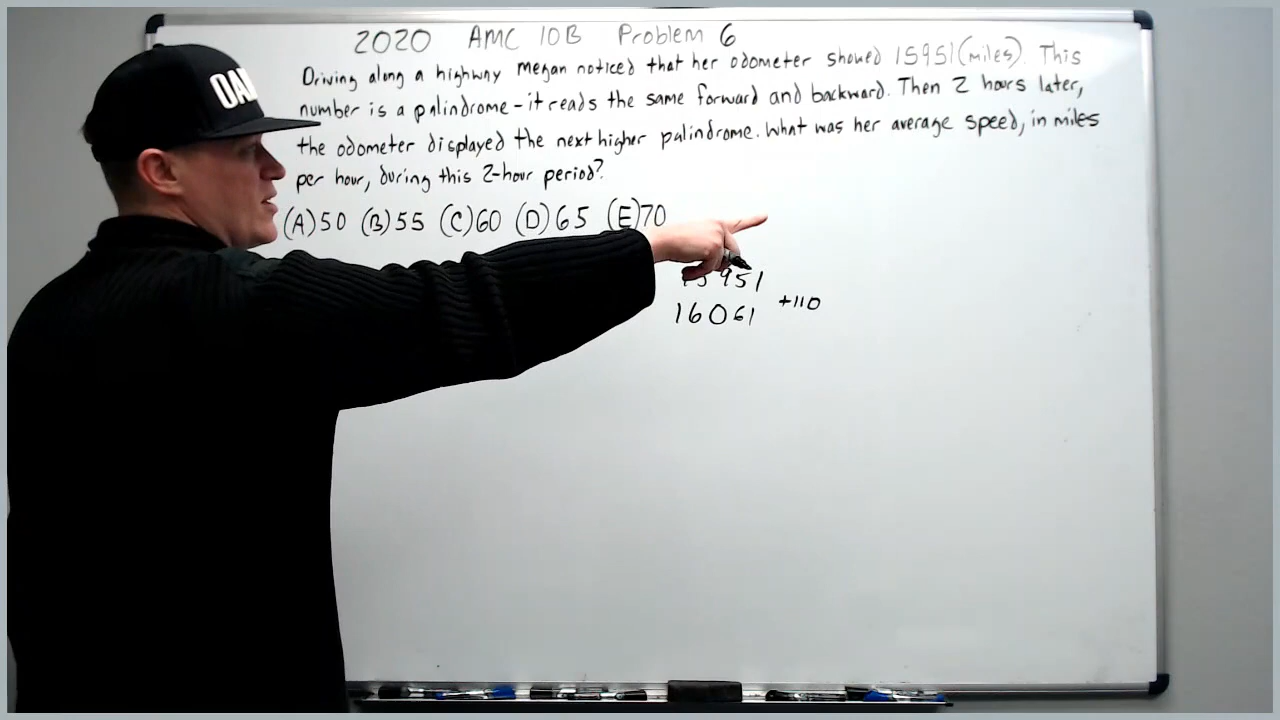 2020 AMC 10B Problem 6
Driving along a highway Megan noticed that her odometer showed 15951 (miles). This
number is a palindrome - it reads the same forward and backward. Then 2 hours later,
the odometer displayed the next higher palindrome. What was her average speed, in miles
per hour, during this 2-hour period?
(A) 50 (B) 55 (C) 60 (D) 65 (E) 70
15951
16061 +110